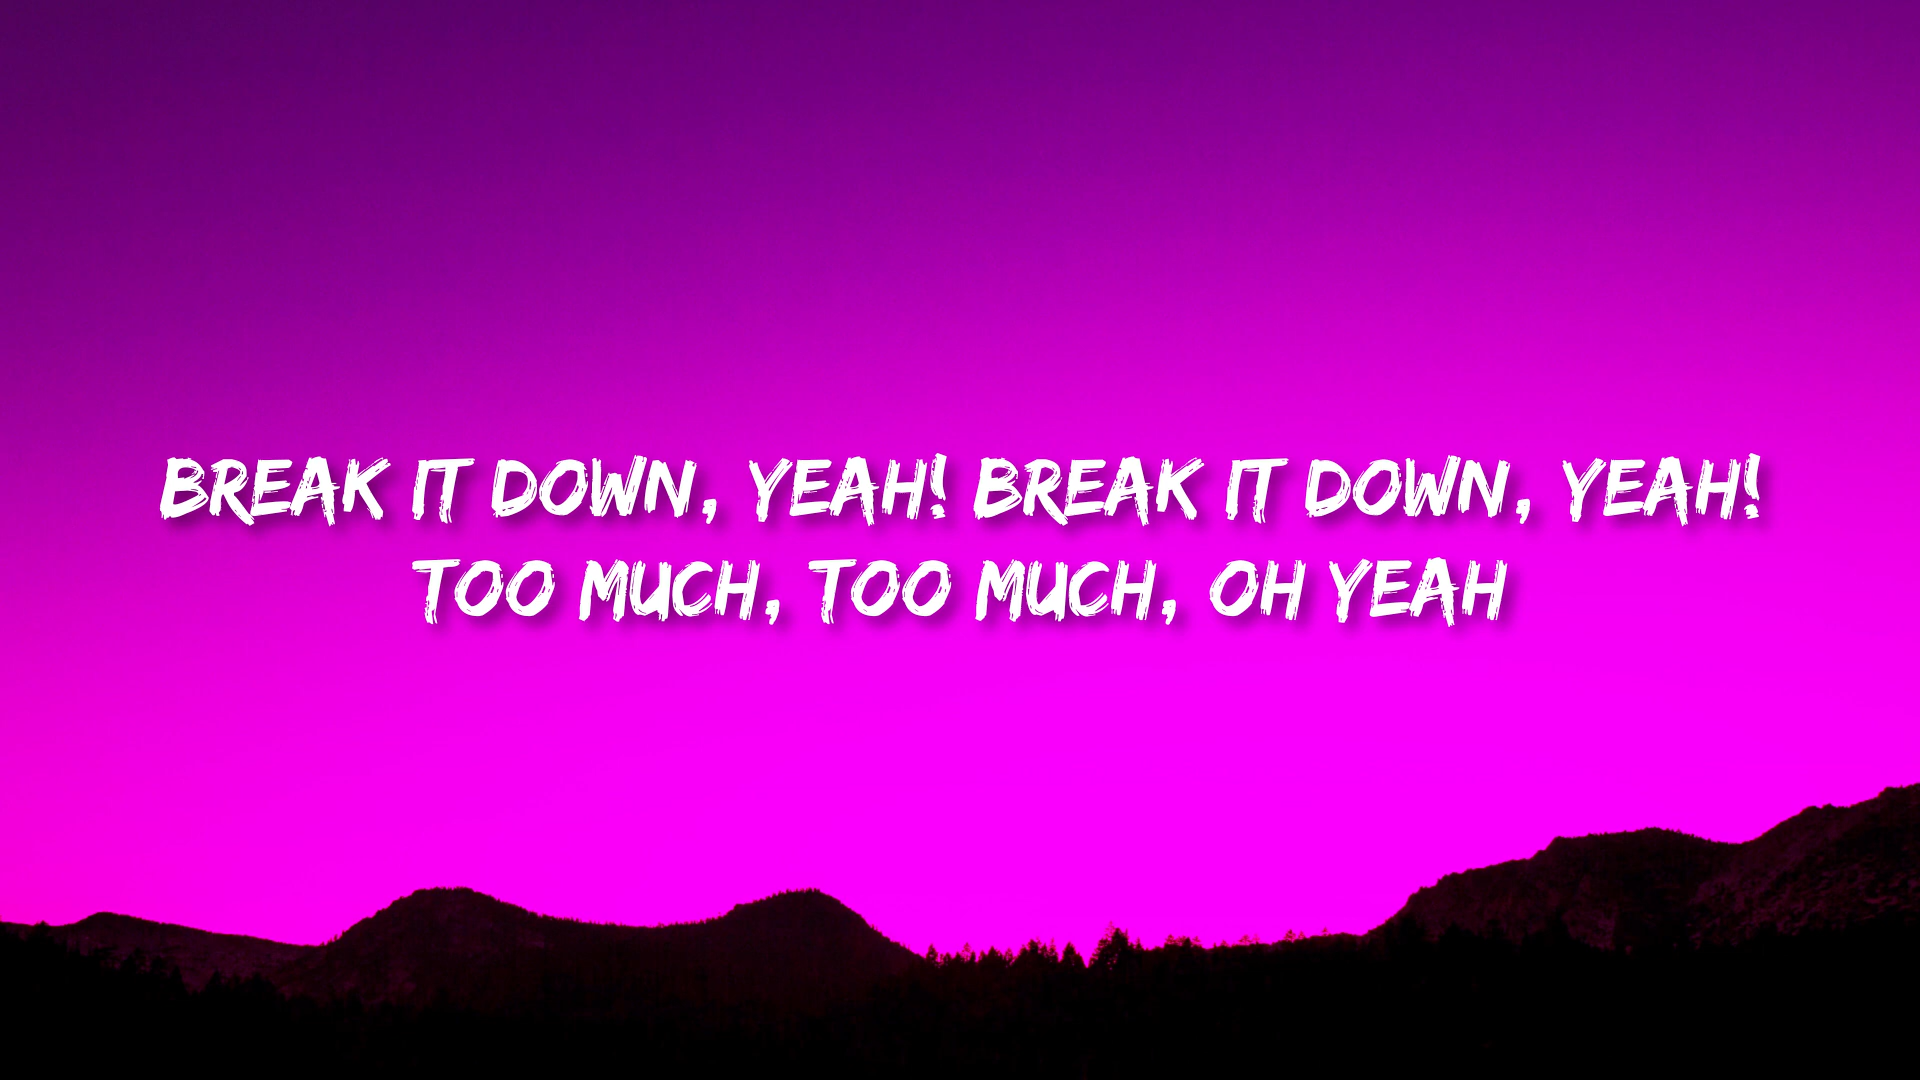 BREAK IT DOWN, YEAH! BREAK IT DOWN, YEAH!
TOO MUCH, TOO MUCH, OH YEAH